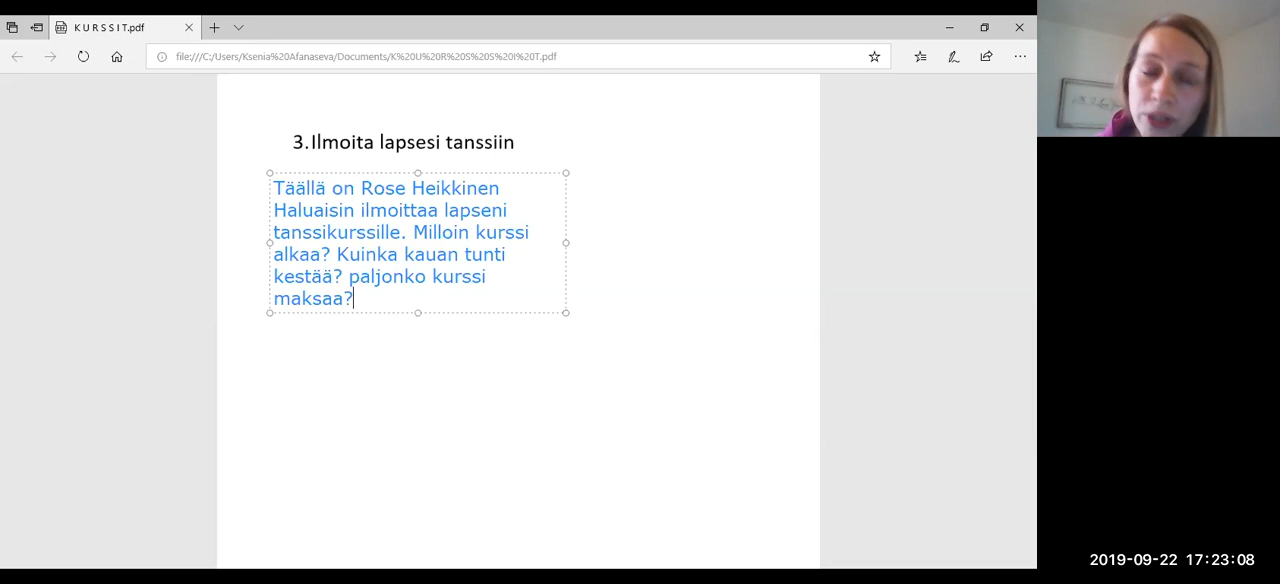 K U R S S I T.pdf
file:///C:/Users/Ksenia%20Afanaseva/Documents/K%20U%20R%20S%20S%20I%20T.pdf
3.Ilmoita lapsesi tanssiin
Täällä on Rose Heikkinen
Haluaisin ilmoittaa lapseni
tanssikurssille. Milloin kurssi
alkaa? Kuinka kauan tunti
kestää? paljonko kurssi
maksaa?
2019-09-22 17:23:08